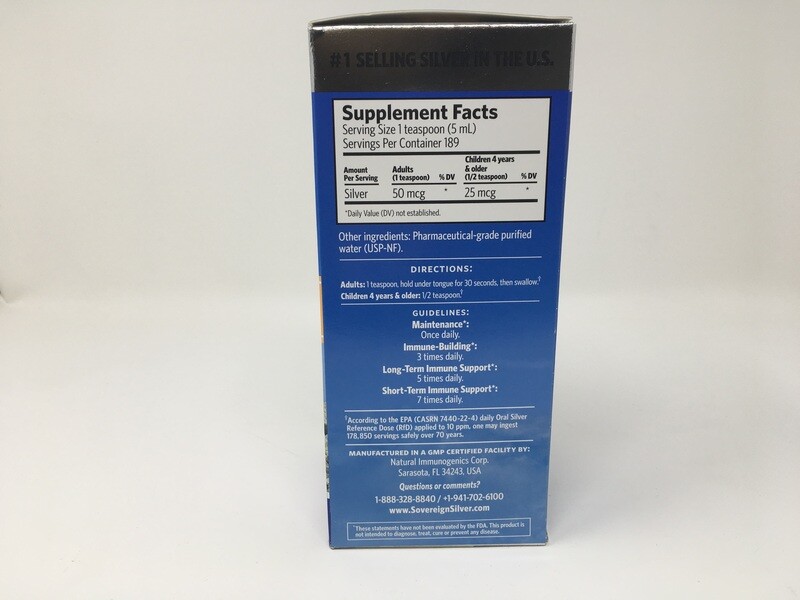 #1 SELLING SILVER IN THE U.S.
Supplement Facts
Serving Size 1 teaspoon (5 mL)
Servings Per Container 189
Amount Per Serving Adults (1 teaspoon) % DV Children 4 years & older (1/2 teaspoon) % DV
Silver 50 mcg * 25 mcg *
*Daily Value (DV) not established.
Other ingredients: Pharmaceutical-grade purified
water (USP-NF).
DIRECTIONS:
Adults: 1 teaspoon, hold under tongue for 30 seconds, then swallow.†
Children 4 years & older: 1/2 teaspoon.†
GUIDELINES:
Maintenance*:
Once daily.
Immune-Building*:
3 times daily.
Long-Term Immune Support*:
5 times daily.
Short-Term Immune Support*:
7 times daily.
†According to the EPA (CASRN 7440-22-4) daily Oral Silver
Reference Dose (RfD) applied to 10 ppm, one may ingest
178,850 servings safely over 70 years.
MANUFACTURED IN A GMP CERTIFIED FACILITY BY:
Natural Immunogenics Corp.
Sarasota, FL 34243, USA
Questions or comments?
1-888-328-8840 / +1-941-702-6100
www.SovereignSilver.com
*These statements have not been evaluated by the FDA. This product is
not intended to diagnose, treat, cure or prevent any disease.